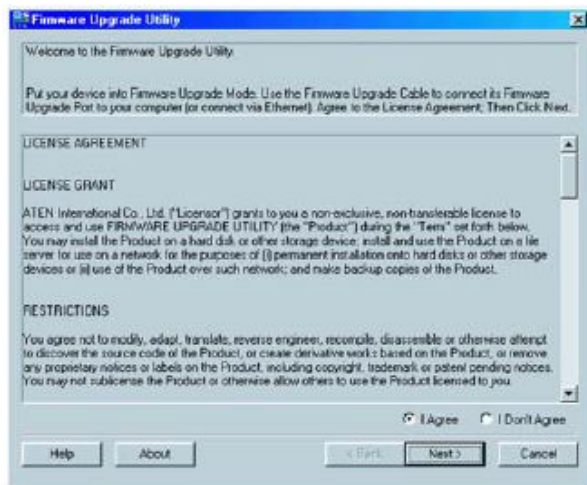 Firmware Upgrade Utility
Welcome to the Firmware Upgrade Utility.
Put your device into Firmware Upgrade Mode. Use the Firmware Upgrade Cable to connect its Firmware
Upgrade Port to your computer (or connect via Ethernet). Agree to the License Agreement; Then Click Next.
LICENSE AGREEMENT
LICENSE GRANT
ATEN International Co., Ltd. ("Licensor") grants to you a non-exclusive, non-transferable license to
access and use FIRMWARE UPGRADE UTILITY (the "Product") during the "Term" set forth below.
You may install the Product on a hard disk or other storage device; install and use the Product on a file
server for use on a network for the purposes of (i) permanent installation onto hard disks or other storage
devices or (ii) use of the Product over such network; and make backup copies of the Product.
RESTRICTIONS
You agree not to modify, adapt, translate, reverse engineer, recompile, disassemble or otherwise attempt
to discover the source code of the Product, or create derivative works based on the Product, or remove
any proprietary notices or labels on the Product, including copyright, trademark or patent pending notices.
You may not sublicense the Product or otherwise allow others to use the Product licensed to you.
I Agree I Don't Agree
Help About < Back Next > Cancel